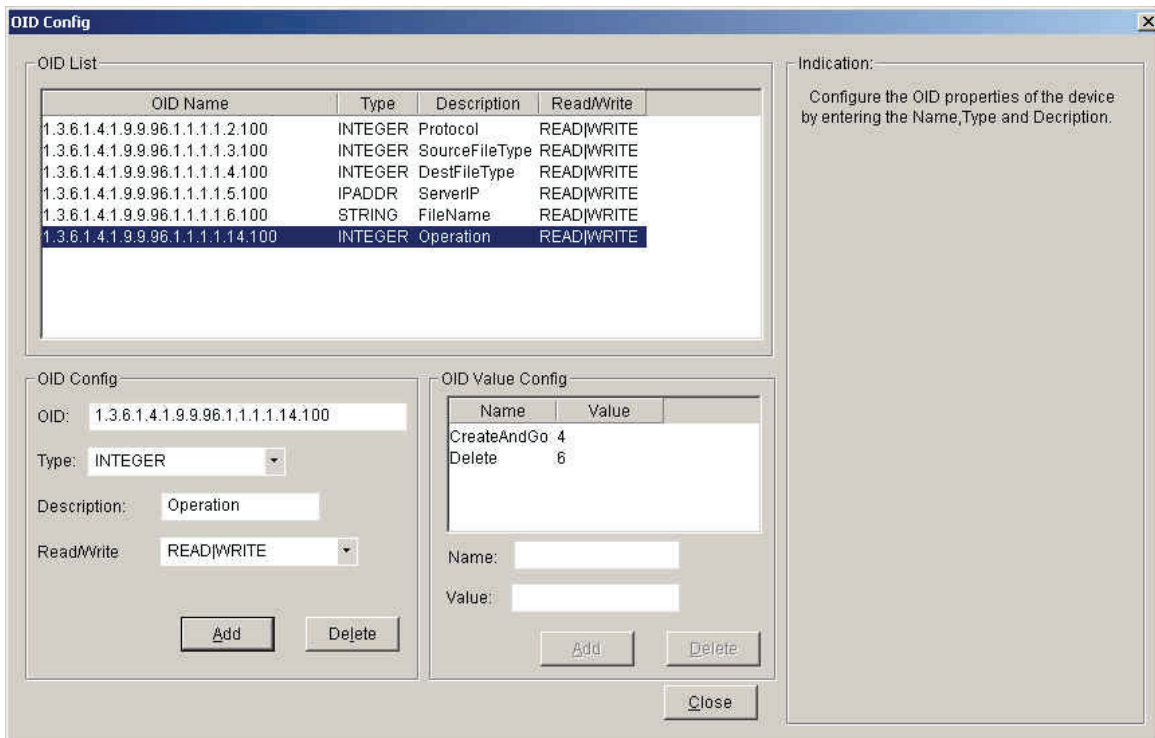 OID Config
OID List
OID Name Type Description Read/Write
1.3.6.1.4.1.9.9.96.1.1.1.1.2.100 INTEGER Protocol READ|WRITE
1.3.6.1.4.1.9.9.96.1.1.1.1.3.100 INTEGER SourceFileType READ|WRITE
1.3.6.1.4.1.9.9.96.1.1.1.1.4.100 INTEGER DestFileType READ|WRITE
1.3.6.1.4.1.9.9.96.1.1.1.1.5.100 IPADDR ServerIP READ|WRITE
1.3.6.1.4.1.9.9.96.1.1.1.1.6.100 STRING FileName READ|WRITE
1.3.6.1.4.1.9.9.96.1.1.1.1.14.100 INTEGER Operation READ|WRITE
Indication:
Configure the OID properties of the device
by entering the Name,Type and Decription.
OID Config
OID: 1.3.6.1.4.1.9.9.96.1.1.1.1.14.100
Type: INTEGER
Description: Operation
Read/Write READ|WRITE
Add Delete
OID Value Config
Name Value
CreateAndGo 4
Delete 6
Name:
Value:
Add Delete
Close